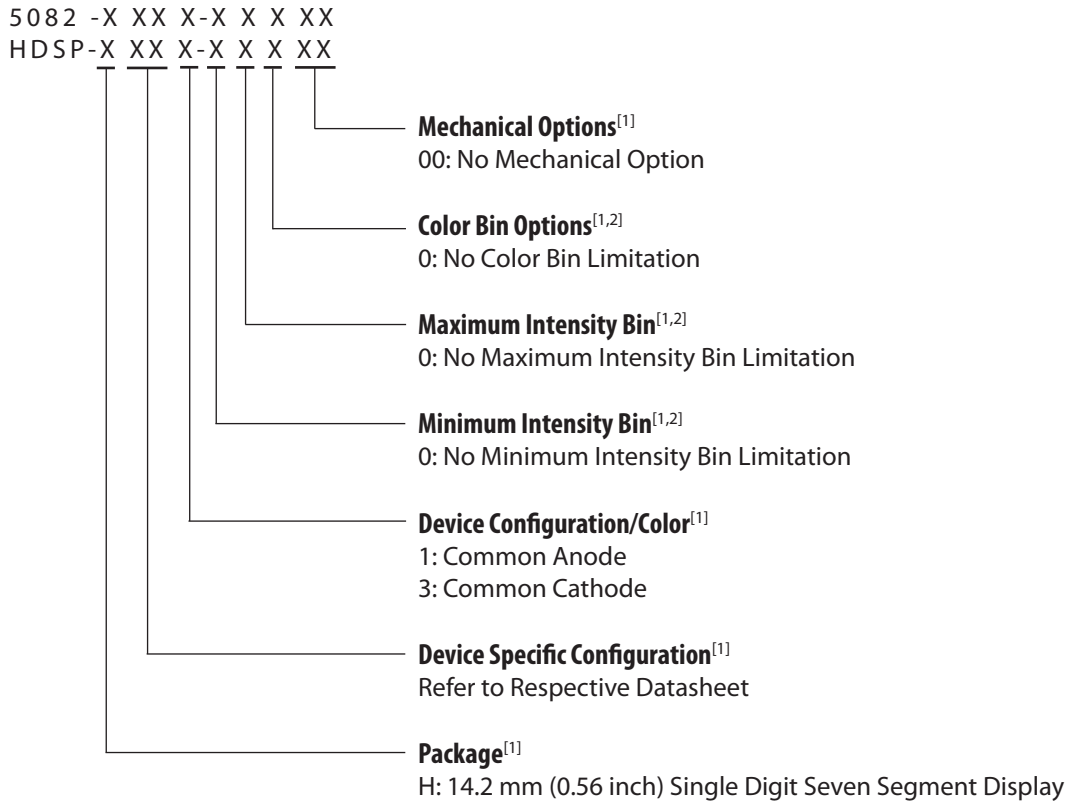 5082 -X XX X-X X X XX
HDSP-X XX X-X X X XX
Mechanical Options[1]
00: No Mechanical Option
Color Bin Options[1,2]
0: No Color Bin Limitation
Maximum Intensity Bin[1,2]
0: No Maximum Intensity Bin Limitation
Minimum Intensity Bin[1,2]
0: No Minimum Intensity Bin Limitation
Device Configuration/Color[1]
1: Common Anode
3: Common Cathode
Device Specific Configuration[1]
Refer to Respective Datasheet
Package[1]
H: 14.2 mm (0.56 inch) Single Digit Seven Segment Display